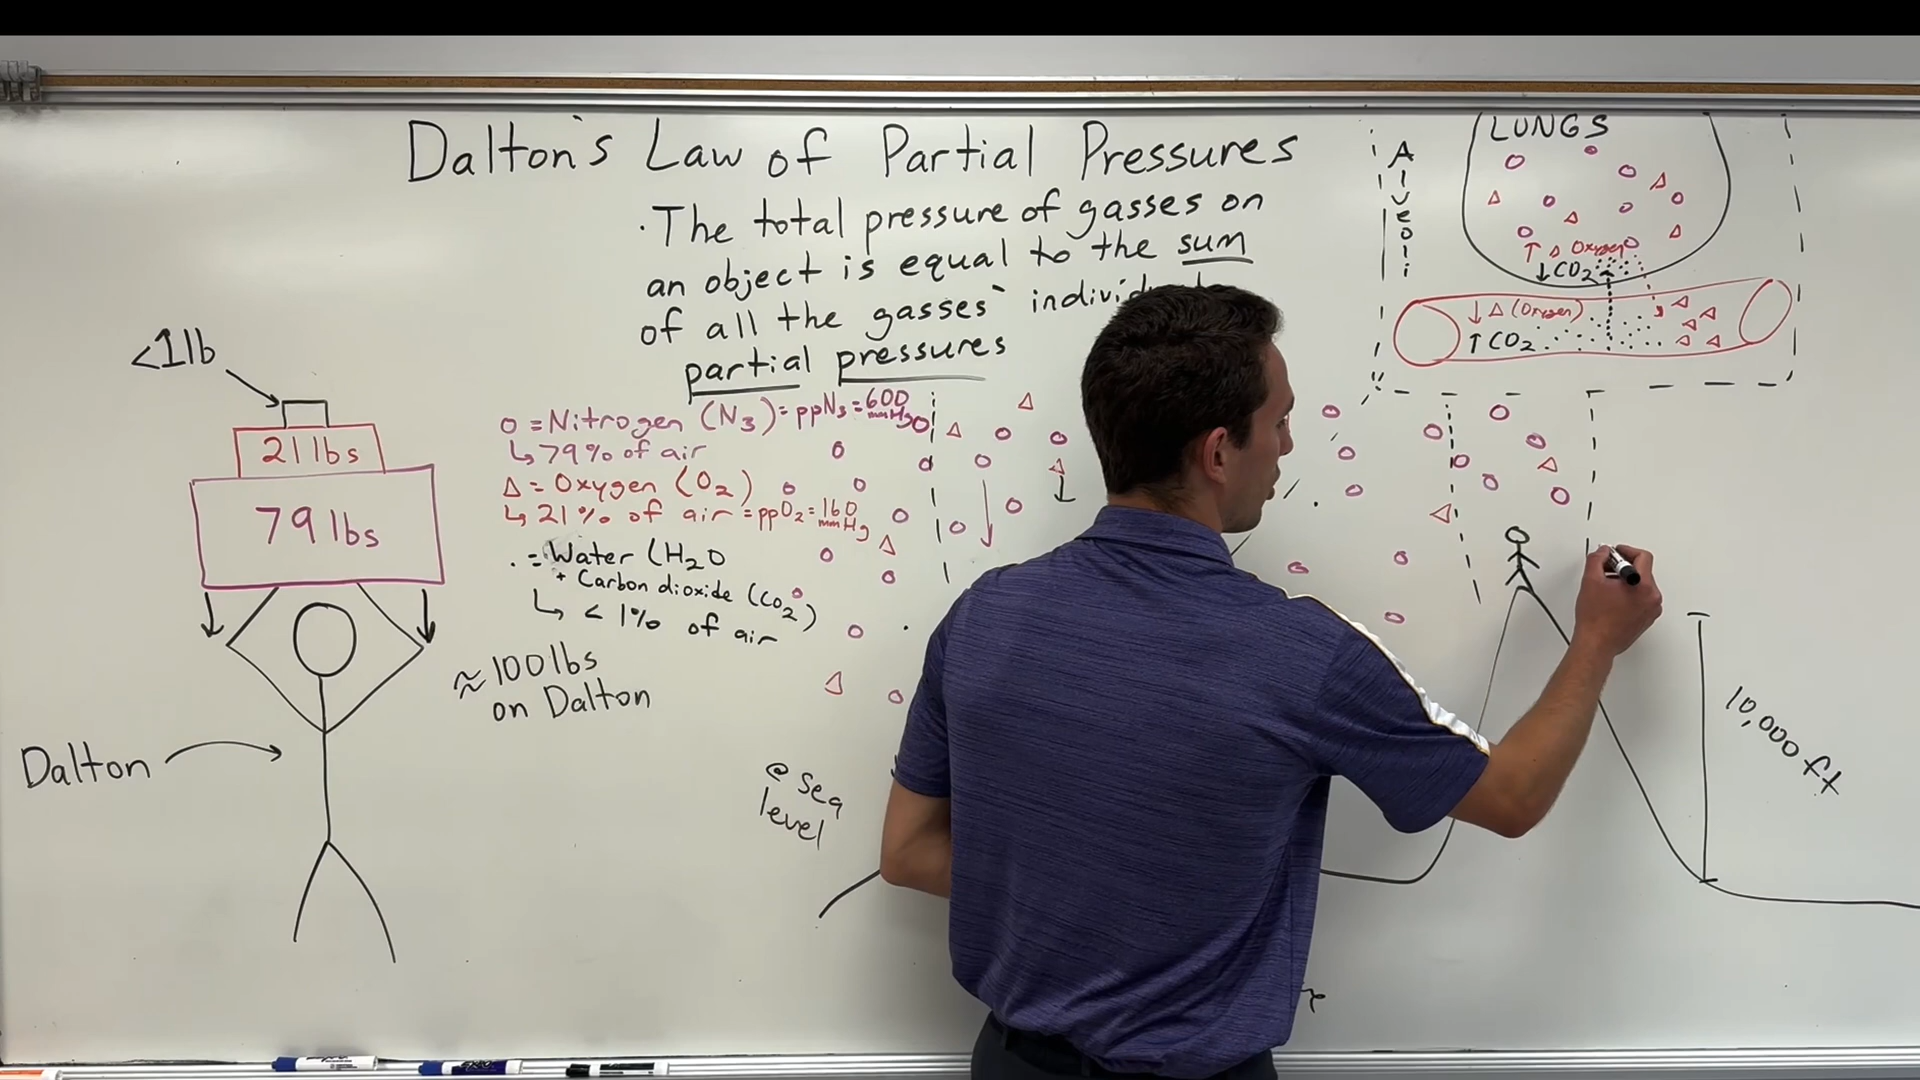 Dalton's Law of Partial Pressures
· The total pressure of gasses on
an object is equal to the sum
of all the gasses`
partial pressures
<1lb
21lbs
79lbs
Dalton
≈100lbs
on Dalton
o = Nitrogen (N₃) = ppN₃ = 600 mmHg
↳ 79% of air
Δ = Oxygen (O₂)
↳ 21% of air = ppO₂ = 160 mmHg
. = Water (H₂O
+ Carbon dioxide (CO₂)
↳ < 1% of air
@ sea
level
Alveoli
LUNGS
↑ Δ Oxygen
↓ CO₂
↓ Δ (Oxygen)
↑ CO₂
10,000 ft
EXPO